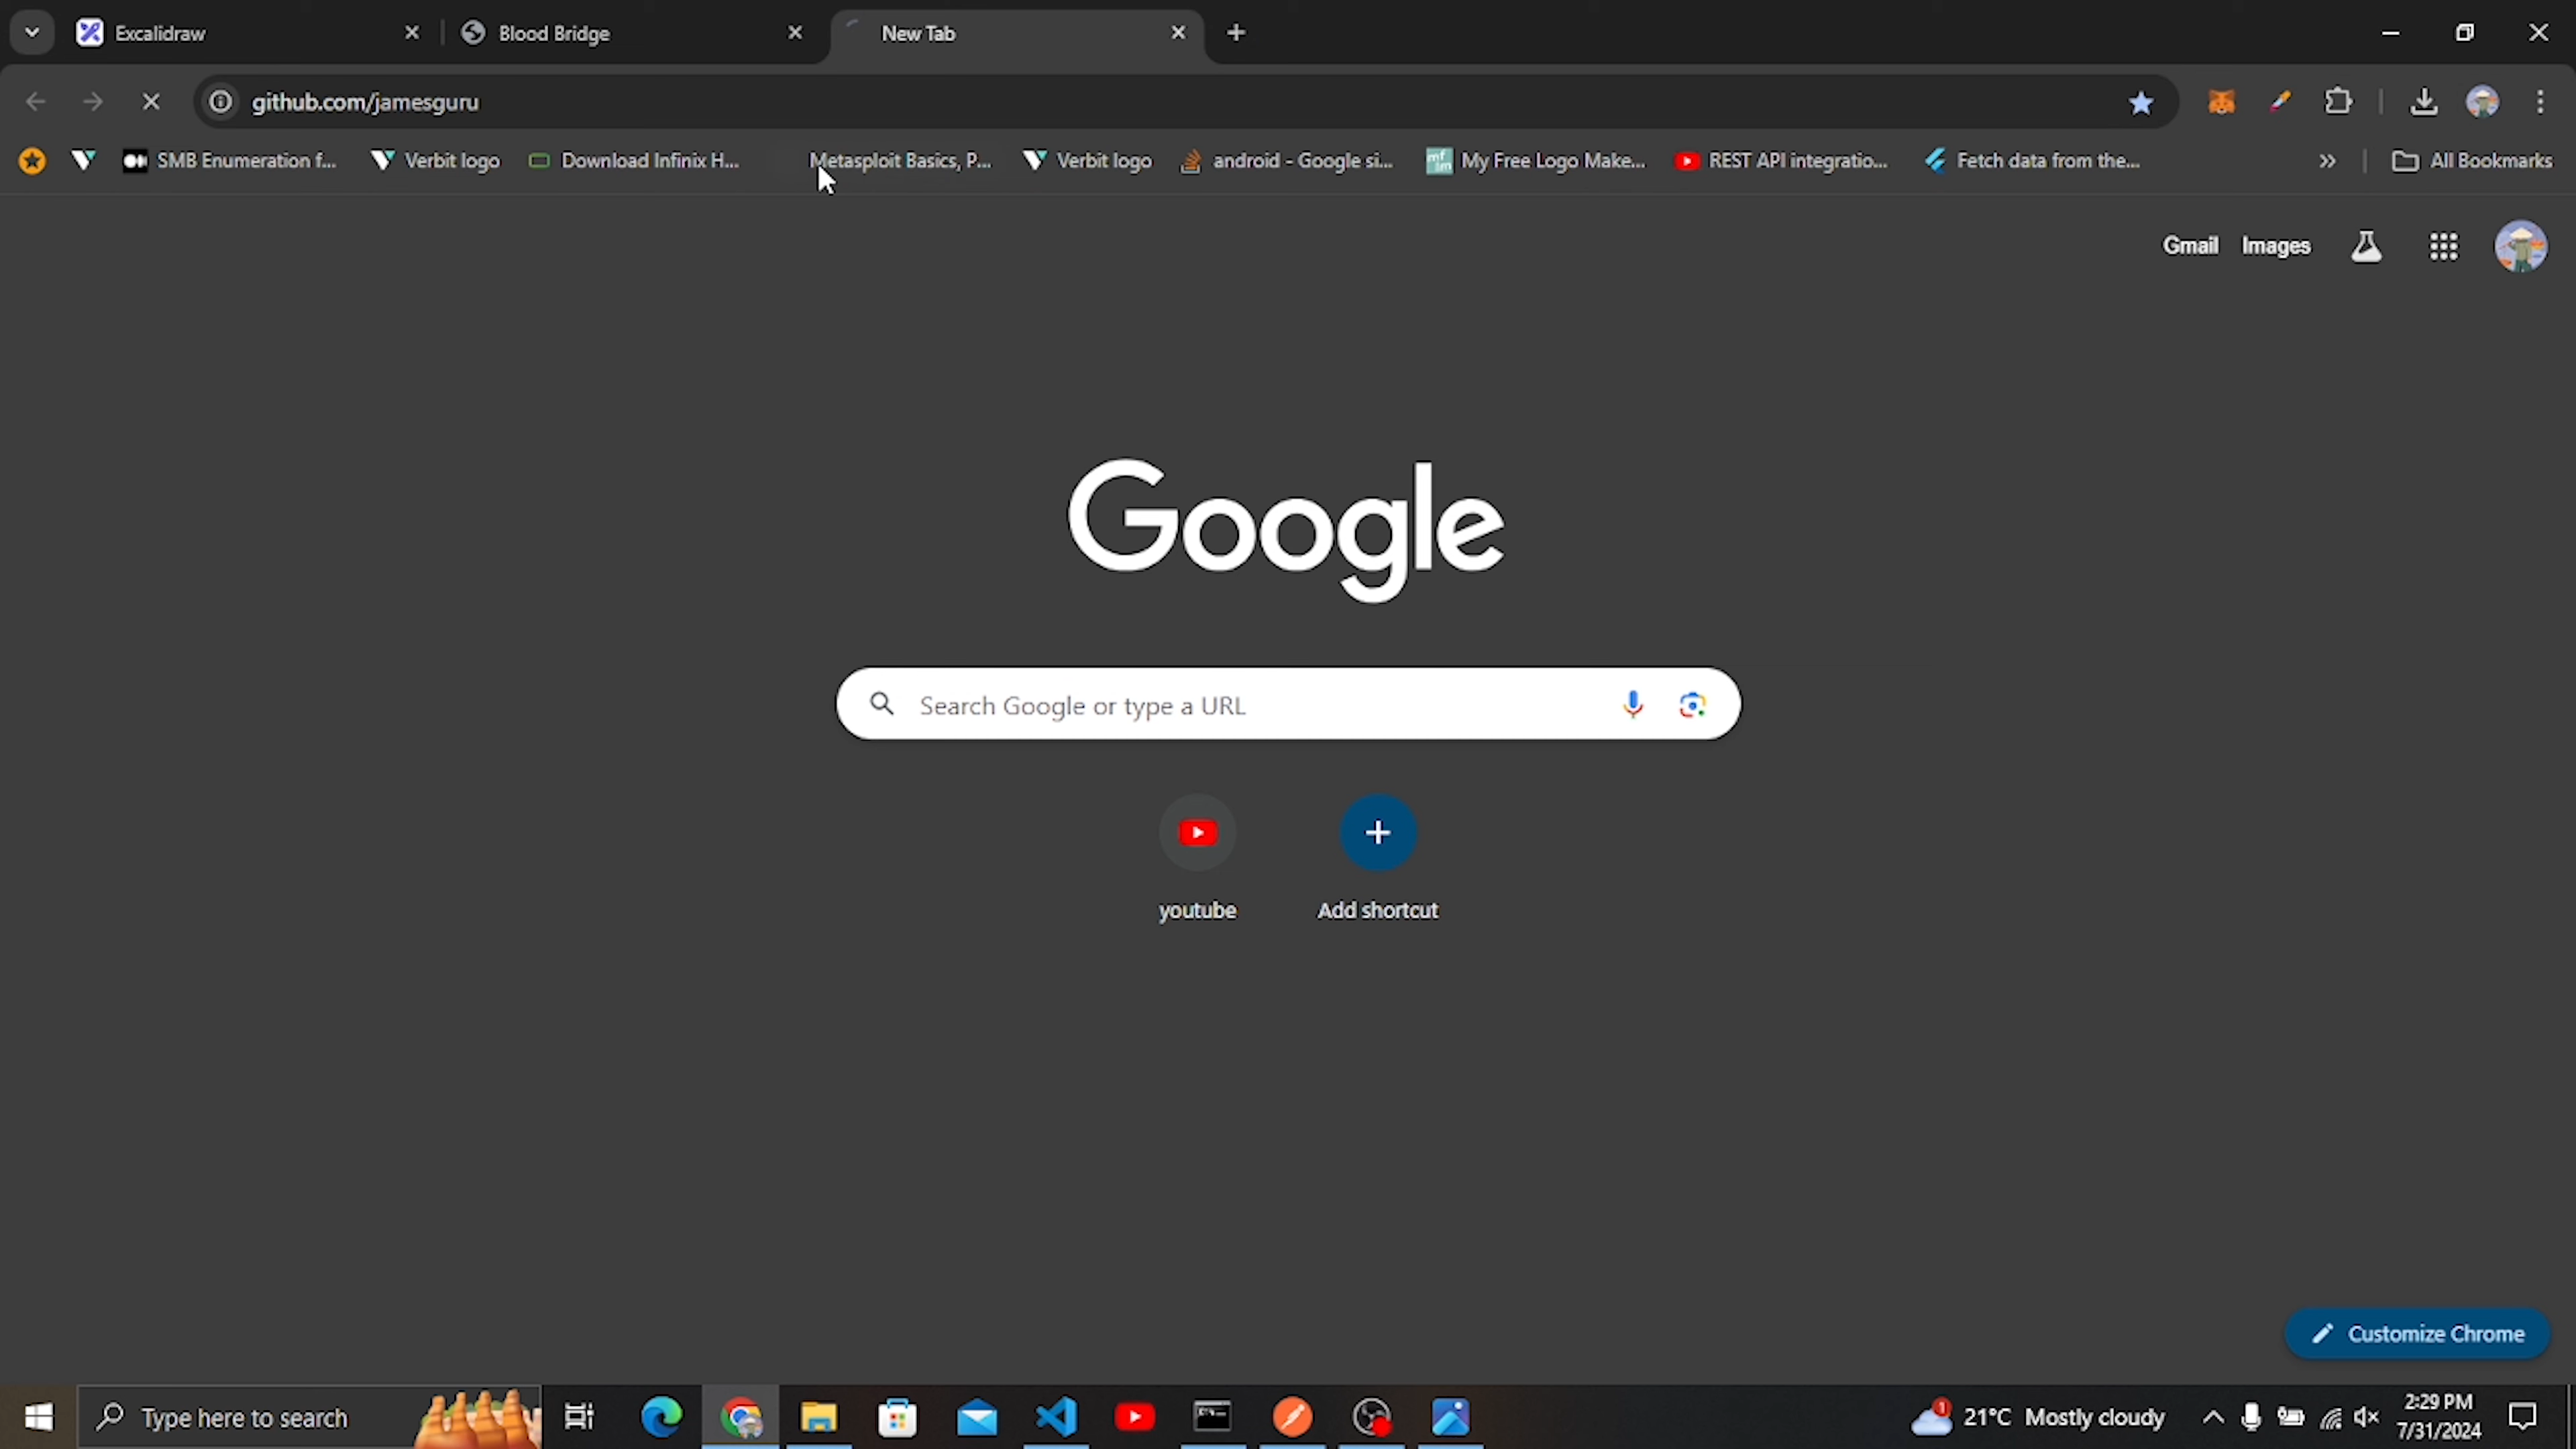 Excalidraw
Blood Bridge
New Tab
github.com/jamesguru
SMB Enumeration f...
Verbit logo
Download Infinix H...
Metasploit Basics, P...
Verbit logo
android - Google si...
mf
lm
My Free Logo Make...
REST API integratio...
Fetch data from the...
All Bookmarks
Gmail
Images
Google
Search Google or type a URL
youtube
Add shortcut
Customize Chrome
Type here to search
1
21°C Mostly cloudy
2:29 PM
7/31/2024